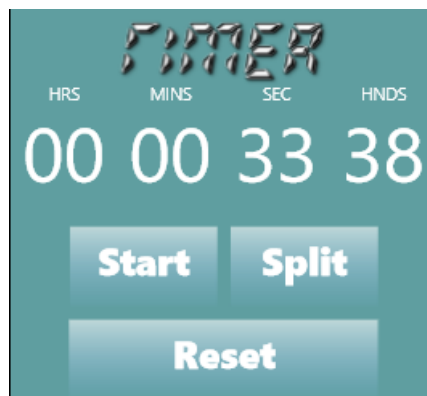 TIMER
HRS MINS SEC HNDS
00 00 33 38
Start Split
Reset